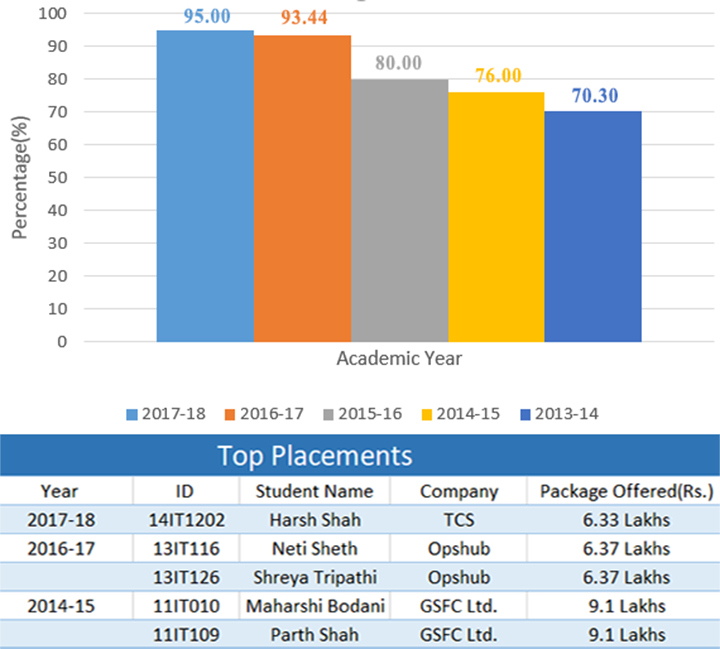 95.00
93.44
80.00
76.00
70.30
100
90
80
70
60
50
40
30
20
10
0
Percentage(%)
Academic Year
2017-18 2016-17 2015-16 2014-15 2013-14
Top Placements
Year ID Student Name Company Package Offered(Rs.)
2017-18 14IT1202 Harsh Shah TCS 6.33 Lakhs
2016-17 13IT116 Neti Sheth Opshub 6.37 Lakhs
13IT126 Shreya Tripathi Opshub 6.37 Lakhs
2014-15 11IT010 Maharshi Bodani GSFC Ltd. 9.1 Lakhs
11IT109 Parth Shah GSFC Ltd. 9.1 Lakhs